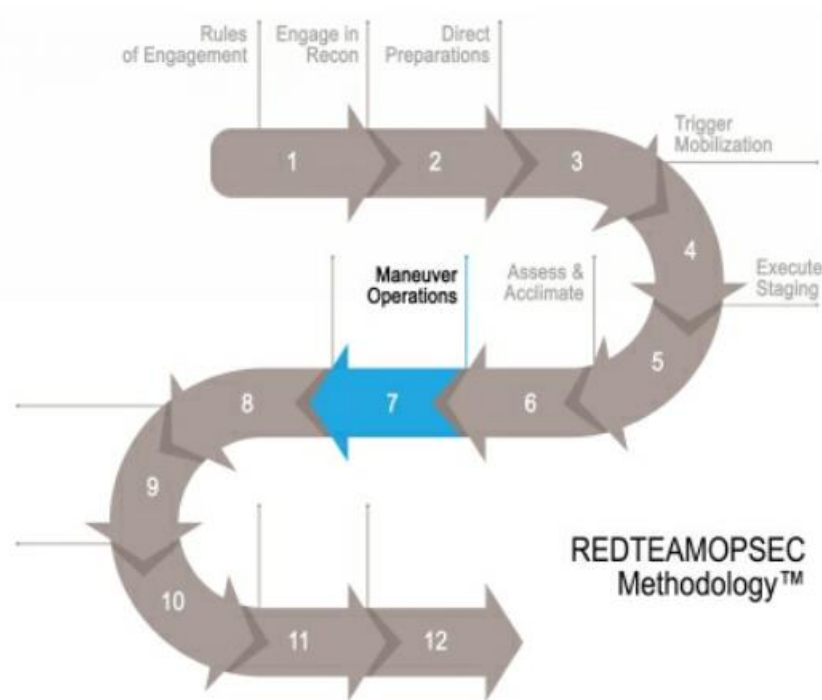 Rules
of Engagement
Engage in
Recon
Direct
Preparations
1
2
3
Trigger
Mobilization
4
Execute
Staging
5
Maneuver
Operations
Assess &
Acclimate
6
7
8
9
10
11
12
REDTEAMOPSEC
Methodology™